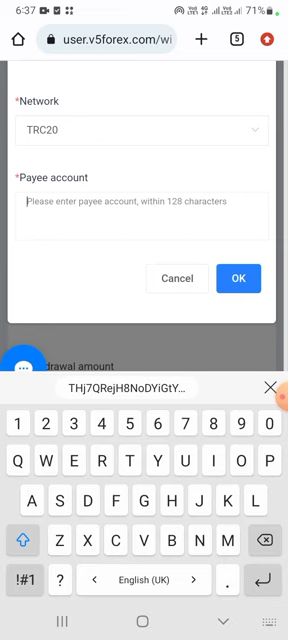 6:37
71%
user.v5forex.com/wi
5
*Network
TRC20
*Payee account
Please enter payee account, within 128 characters
Cancel
OK
drawal amount
THj7QRejH8NoDYiGtY...
1 2 3 4 5 6 7 8 9 0
Q W E R T Y U I O P
A S D F G H J K L
Z X C V B N M
!#1 ? < English (UK) > .